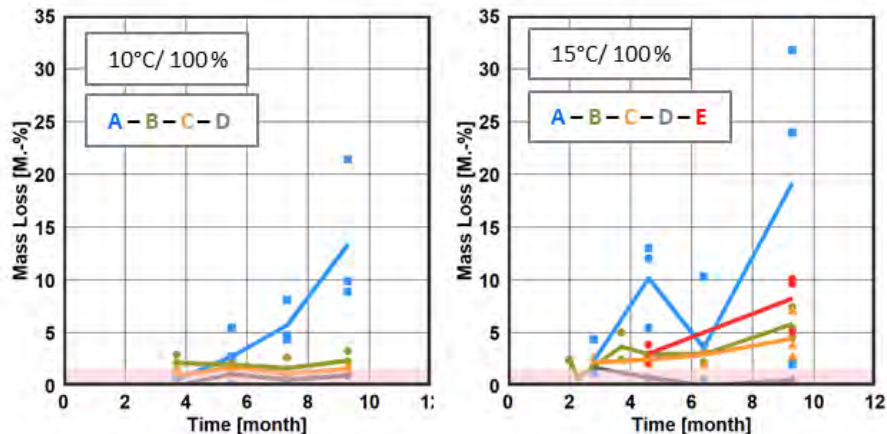 35
30
25
20
15
10
5
0
Mass Loss [M.-%]
10°C/ 100%
A – B – C – D
0 2 4 6 8 10 1:
Time [month]
35
30
25
20
15
10
5
0
Mass Loss [M.-%]
15°C/ 100%
A – B – C – D – E
0 2 4 6 8 10 12
Time [month]